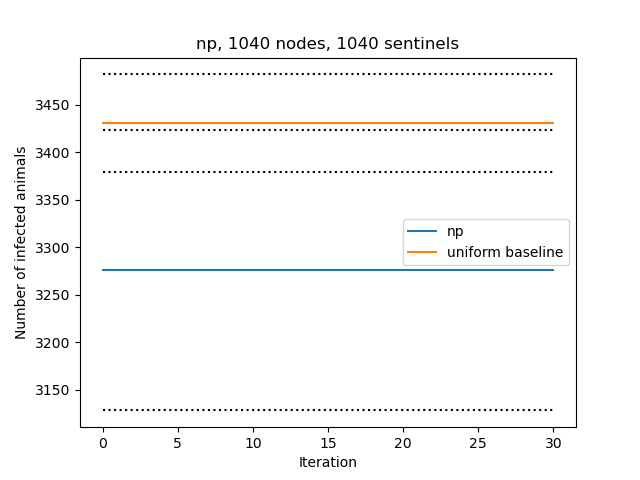 np, 1040 nodes, 1040 sentinels
Number of infected animals
3450
3400
3350
3300
3250
3200
3150
np
uniform baseline
0 5 10 15 20 25 30
Iteration